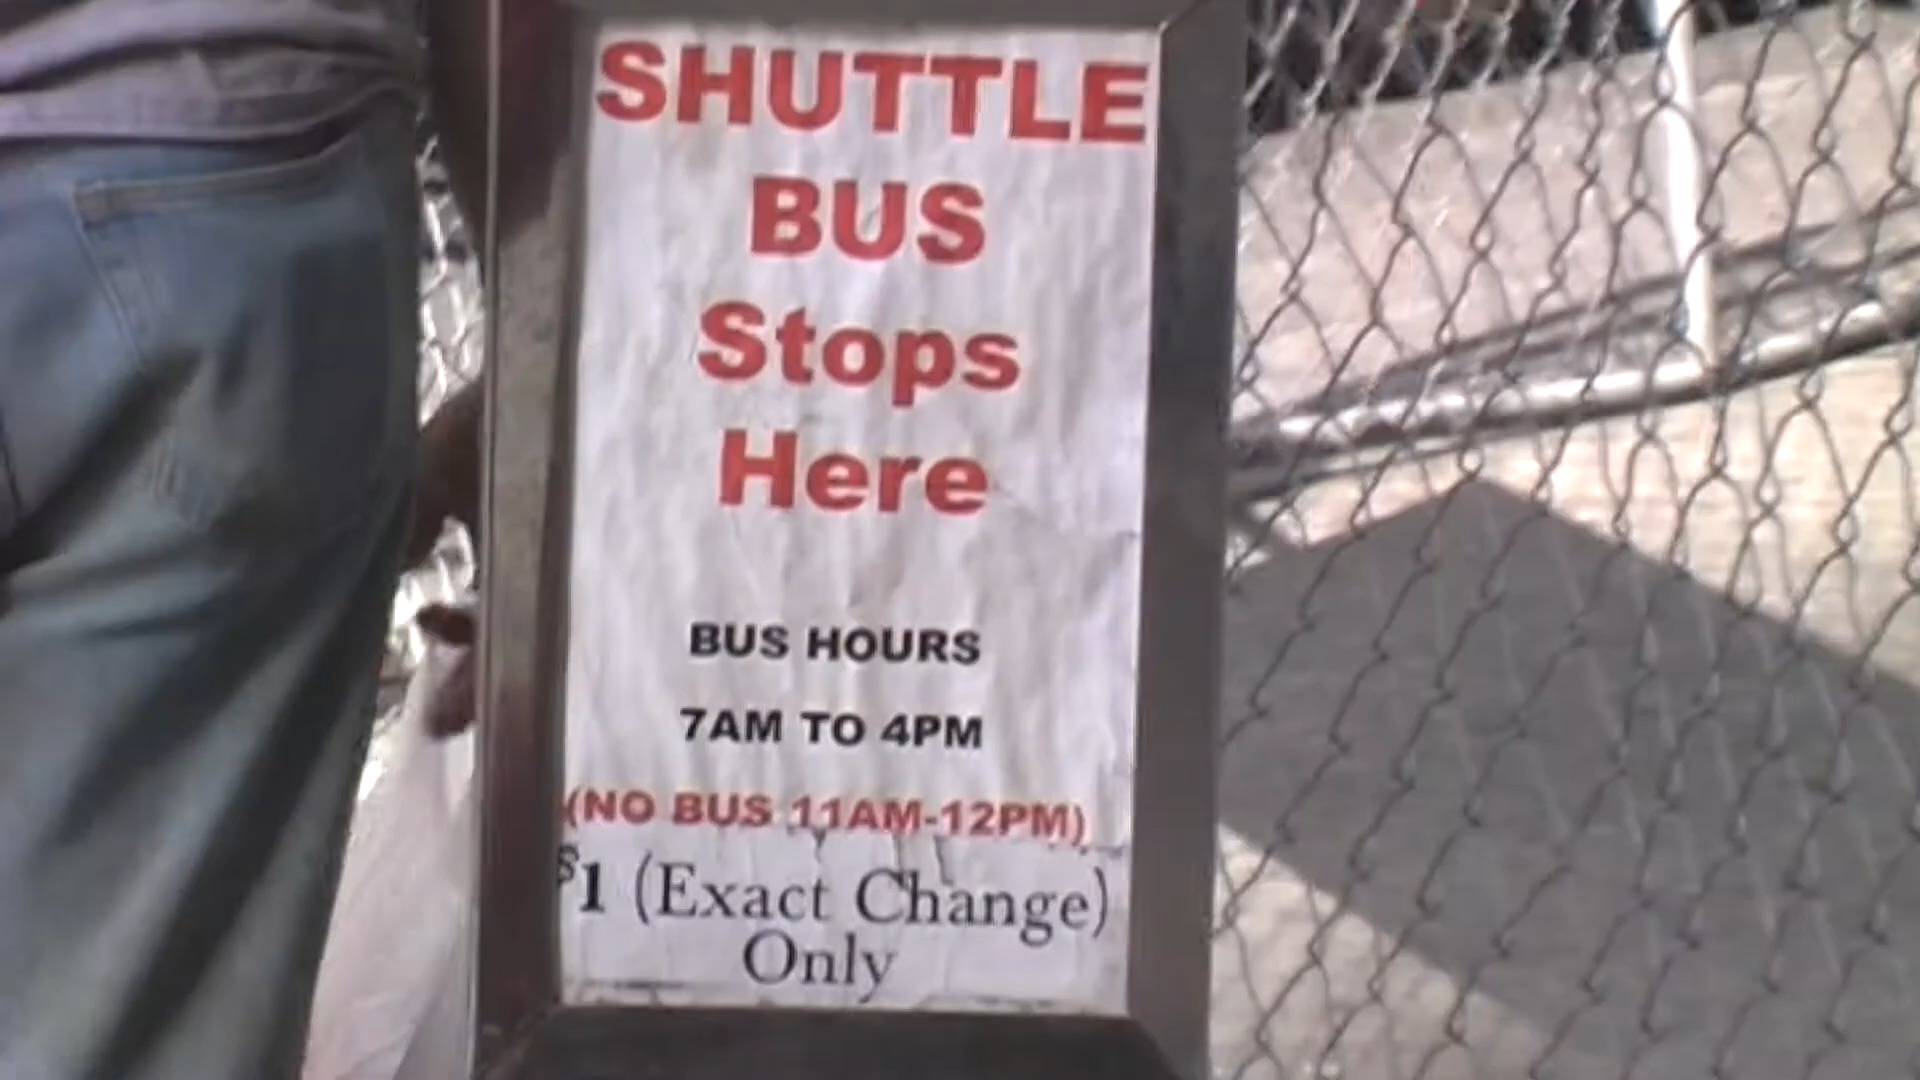 SHUTTLE
BUS
Stops
Here
BUS HOURS
7AM TO 4PM
(NO BUS 11AM-12PM)
$1 (Exact Change)
Only